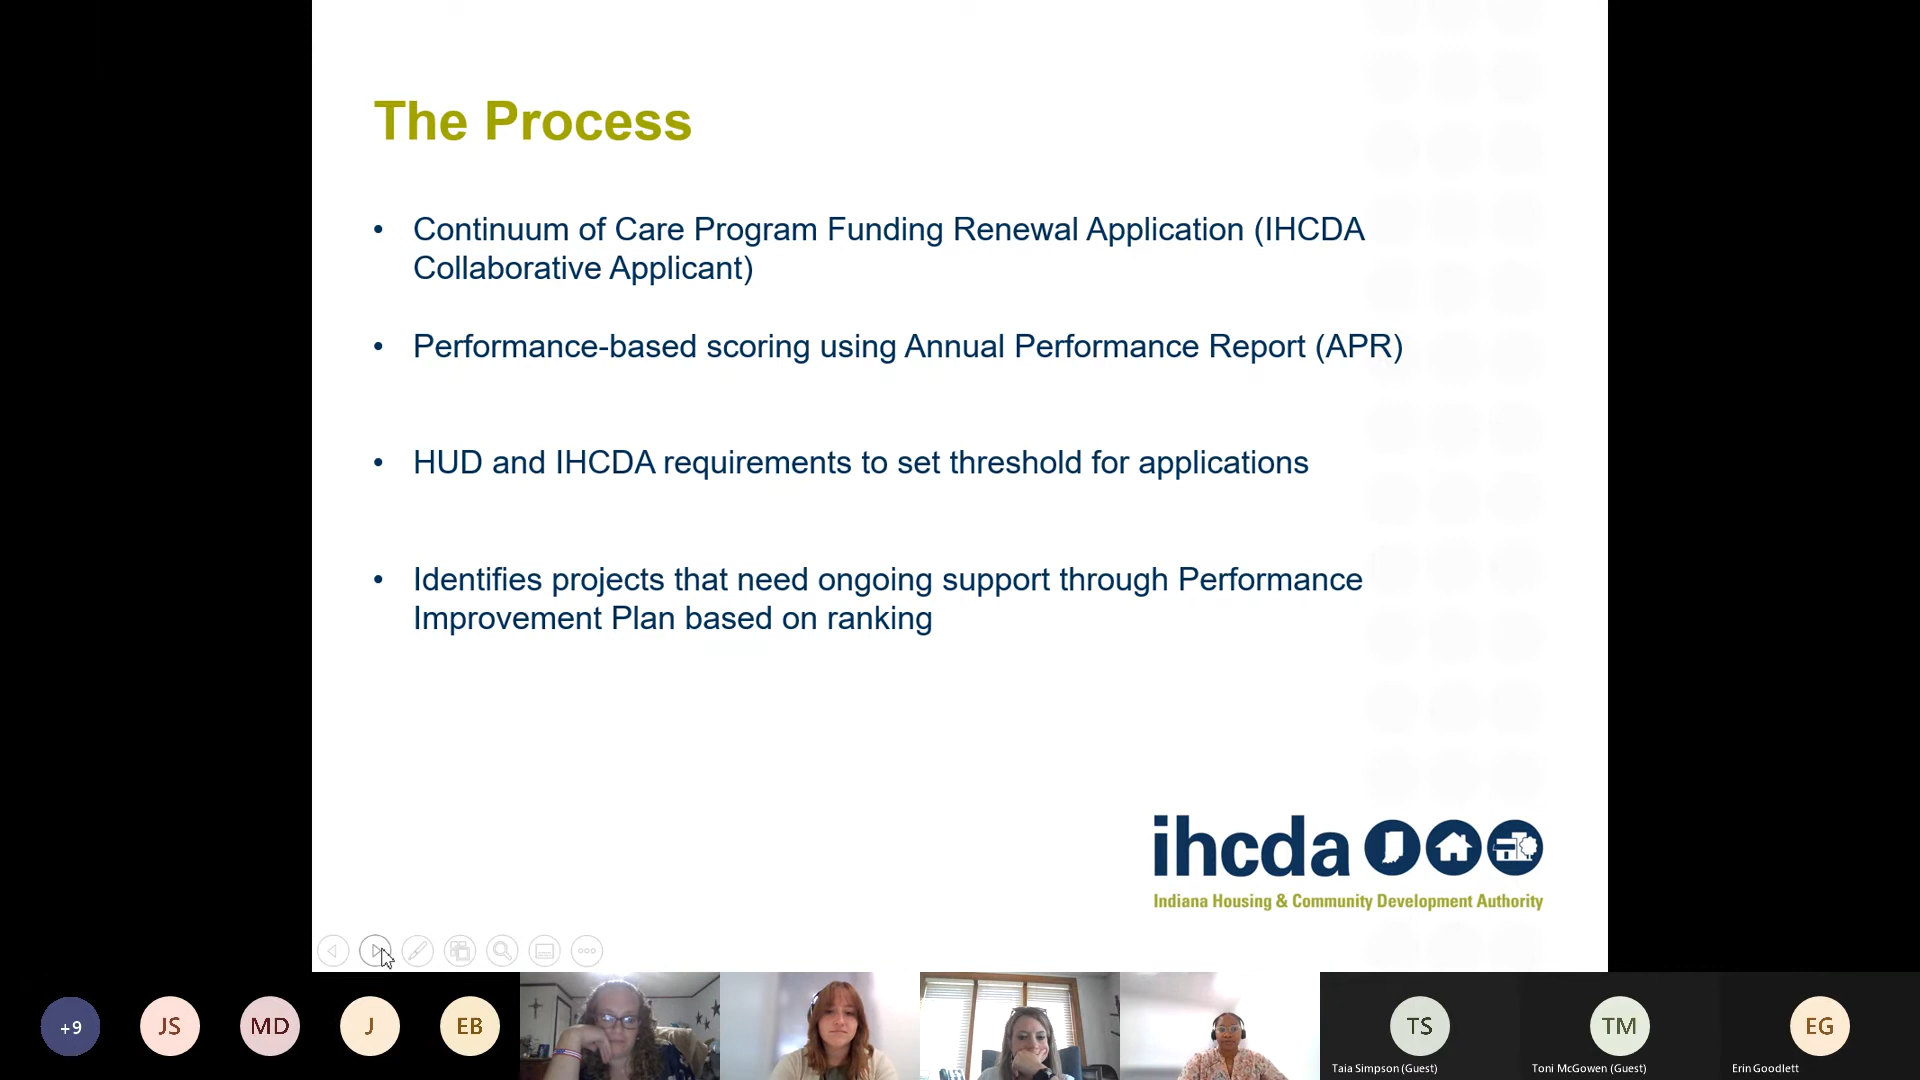 The Process
• Continuum of Care Program Funding Renewal Application (IHCDA
Collaborative Applicant)
• Performance-based scoring using Annual Performance Report (APR)
• HUD and IHCDA requirements to set threshold for applications
• Identifies projects that need ongoing support through Performance
Improvement Plan based on ranking
ihcda
Indiana Housing & Community Development Authority
+9
JS
MD
J
EB
TS
TM
EG
Taia Simpson (Guest)
Toni McGowen (Guest)
Erin Goodlett